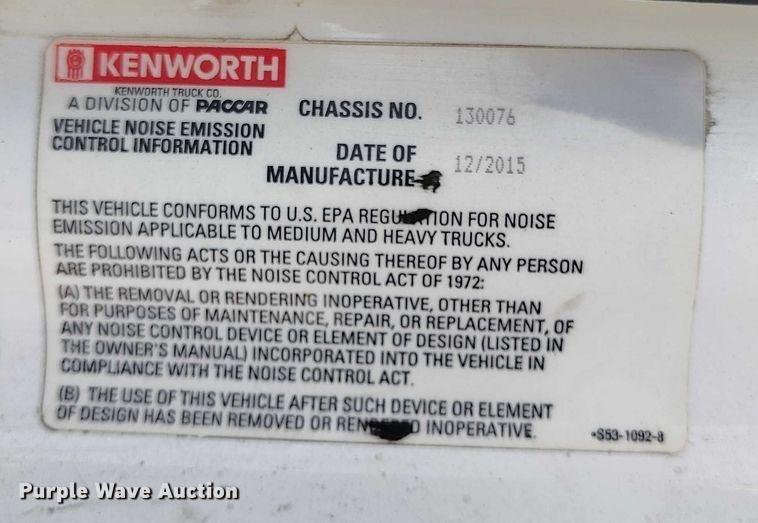 KENWORTH
KENWORTH TRUCK CO.
A DIVISION OF PACCAR
VEHICLE NOISE EMISSION
CONTROL INFORMATION
CHASSIS NO. 130076
DATE OF
MANUFACTURE 12/2015
THIS VEHICLE CONFORMS TO U.S. EPA REGULATION FOR NOISE
EMISSION APPLICABLE TO MEDIUM AND HEAVY TRUCKS.
THE FOLLOWING ACTS OR THE CAUSING THEREOF BY ANY PERSON
ARE PROHIBITED BY THE NOISE CONTROL ACT OF 1972:
(A) THE REMOVAL OR RENDERING INOPERATIVE, OTHER THAN
FOR PURPOSES OF MAINTENANCE, REPAIR, OR REPLACEMENT, OF
ANY NOISE CONTROL DEVICE OR ELEMENT OF DESIGN (LISTED IN
THE OWNER'S MANUAL) INCORPORATED INTO THE VEHICLE IN
COMPLIANCE WITH THE NOISE CONTROL ACT.
(B) THE USE OF THIS VEHICLE AFTER SUCH DEVICE OR ELEMENT
OF DESIGN HAS BEEN REMOVED OR RENDERED INOPERATIVE.
•S53-1092-8
Purple Wave Auction